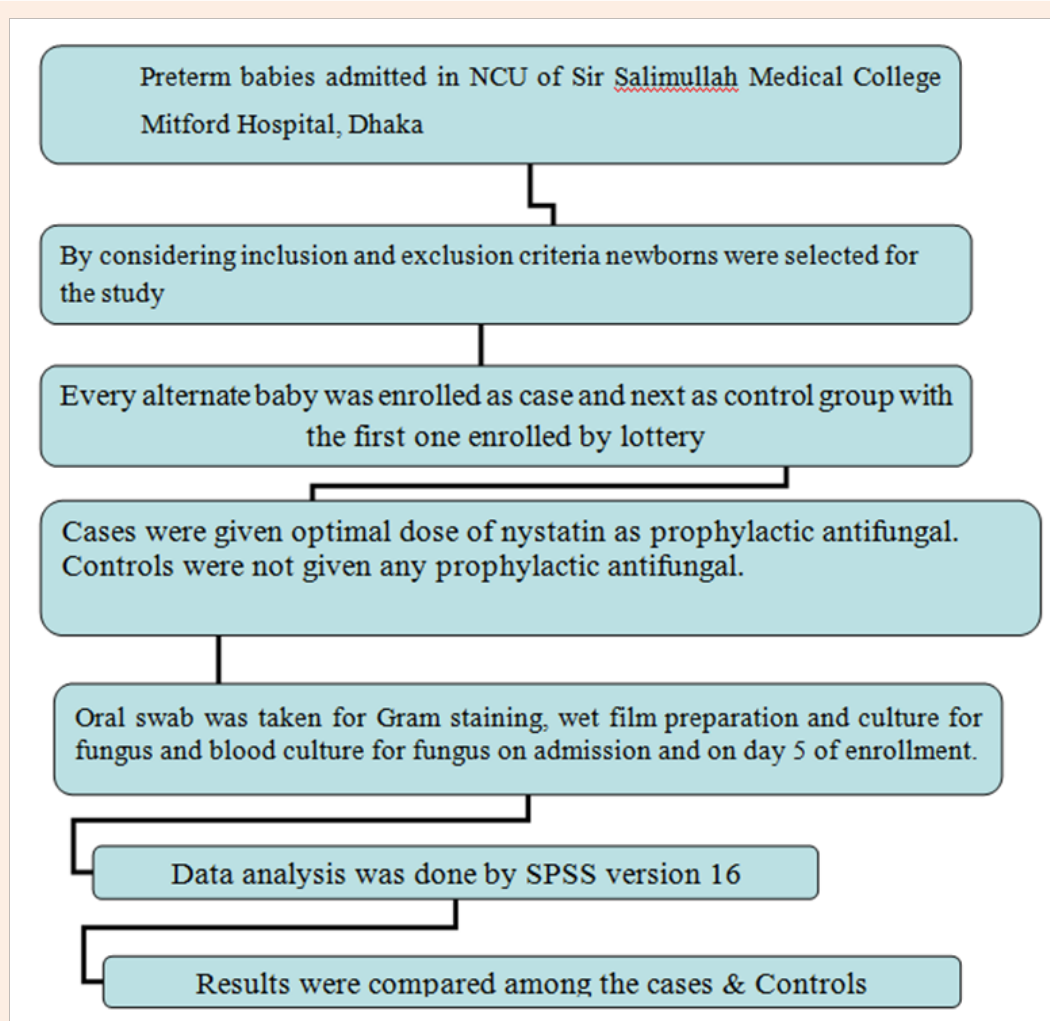 Preterm babies admitted in NCU of Sir Salimullah Medical College
Mitford Hospital, Dhaka
By considering inclusion and exclusion criteria newborns were selected for
the study
Every alternate baby was enrolled as case and next as control group with
the first one enrolled by lottery
Cases were given optimal dose of nystatin as prophylactic antifungal.
Controls were not given any prophylactic antifungal.
Oral swab was taken for Gram staining, wet film preparation and culture for
fungus and blood culture for fungus on admission and on day 5 of enrollment.
Data analysis was done by SPSS version 16
Results were compared among the cases & Controls